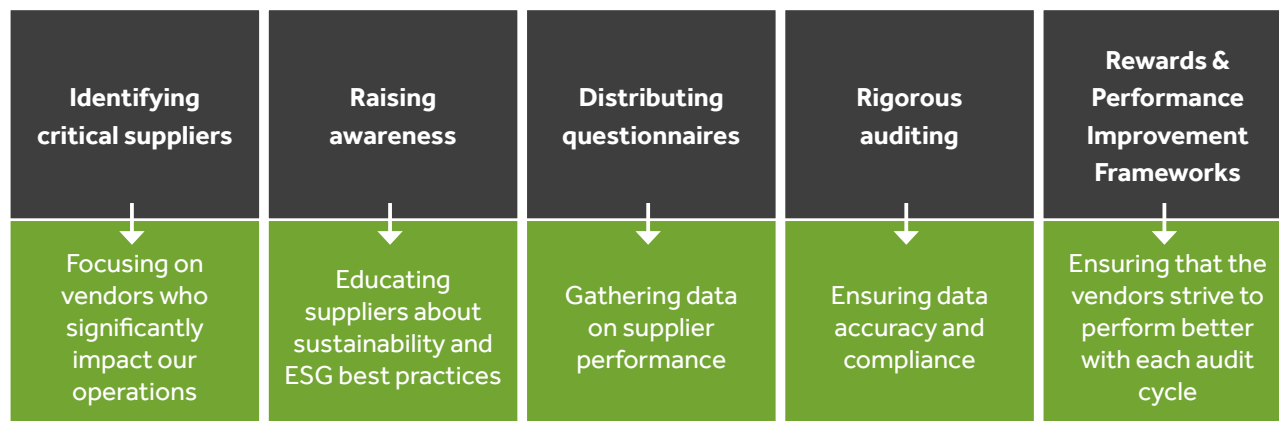 Identifying
critical suppliers
Focusing on
vendors who
significantly
impact our
operations
Raising
awareness
Educating
suppliers about
sustainability and
ESG best practices
Distributing
questionnaires
Gathering data
on supplier
performance
Rigorous
auditing
Ensuring data
accuracy and
compliance
Rewards &
Performance
Improvement
Frameworks
Ensuring that the
vendors strive to
perform better
with each audit
cycle